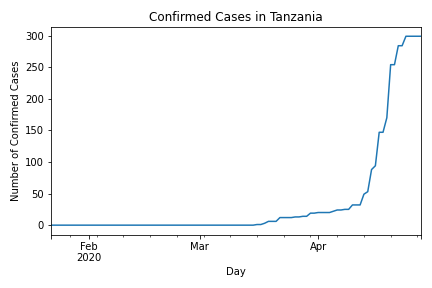 Confirmed Cases in Tanzania
Number of Confirmed Cases
300
250
200
150
100
50
0
Feb
2020
Mar
Apr
Day